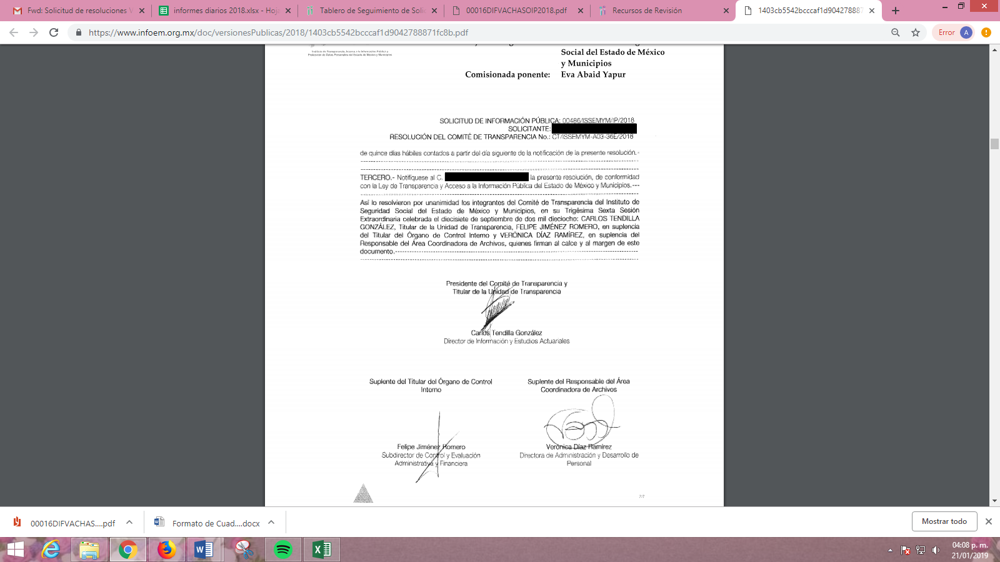 Fwd: Solicitud de resoluciones V
informes diarios 2018.xlsx - Hoja
Tablero de Seguimiento de Solic
00016DIFVACHASOIP2018.pdf
Recursos de Revisión
1403cb5542bcccaf1d9042788871
https://www.infoem.org.mx/doc/versionesPublicas/2018/1403cb5542bcccaf1d9042788871fc8b.pdf
Error A
Instituto de Transparencia, Acceso a la Información Pública y
Protección de Datos Personales del Estado de México y Municipios
Social del Estado de México
y Municipios
Comisionada ponente: Eva Abaid Yapur
SOLICITUD DE INFORMACIÓN PÚBLICA: 00486/ISSEMYM/IP/2018
SOLICITANTE:
RESOLUCIÓN DEL COMITÉ DE TRANSPARENCIA No.: CT/ISSEMYM-A03-36E/2018
de quince días hábiles contados a partir del día siguiente de la notificación de la presente resolución.-
TERCERO.- Notifíquese al C. la presente resolución, de conformidad
con la Ley de Transparencia y Acceso a la Información Pública del Estado de México y Municipios.---
Así lo resolvieron por unanimidad los integrantes del Comité de Transparencia del Instituto de
Seguridad Social del Estado de México y Municipios, en su Trigésima Sexta Sesión
Extraordinaria celebrada el diecisiete de septiembre de dos mil dieciocho: CARLOS TENDILLA
GONZÁLEZ, Titular de la Unidad de Transparencia, FELIPE JIMÉNEZ ROMERO, en suplencia
del Titular del Órgano de Control Interno y VERÓNICA DÍAZ RAMÍREZ, en suplencia del
Responsable del Área Coordinadora de Archivos, quienes firman al calce y al margen de este
documento.---
Presidente del Comité de Transparencia y
Titular de la Unidad de Transparencia
Carlos Tendilla González
Director de Información y Estudios Actuariales
Suplente del Titular del Órgano de Control
Interno
Felipe Jiménez Romero
Subdirector de Control y Evaluación
Administrativa y Financiera
Suplente del Responsable del Área
Coordinadora de Archivos
Verónica Díaz Ramírez
Directora de Administración y Desarrollo de
Personal
7/7
00016DIFVACHAS....pdf
Formato de Cuad....docx
Mostrar todo
04:08 p. m.
21/01/2019